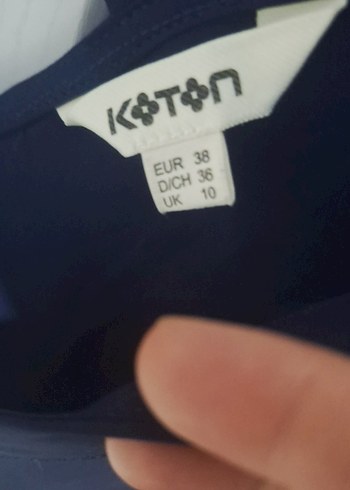 KOTON
EUR 38
D/CH 36
UK 10